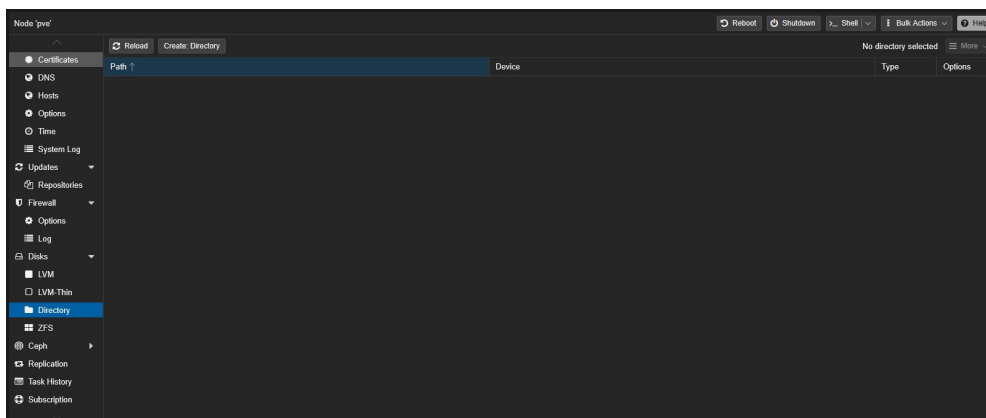 Node 'pve'
Reboot
Shutdown
Shell
Bulk Actions
Help
Reload
Create: Directory
No directory selected
More
Path
Device
Type
Options
Certificates
DNS
Hosts
Options
Time
System Log
Updates
Repositories
Firewall
Options
Log
Disks
LVM
LVM-Thin
Directory
ZFS
Ceph
Replication
Task History
Subscription